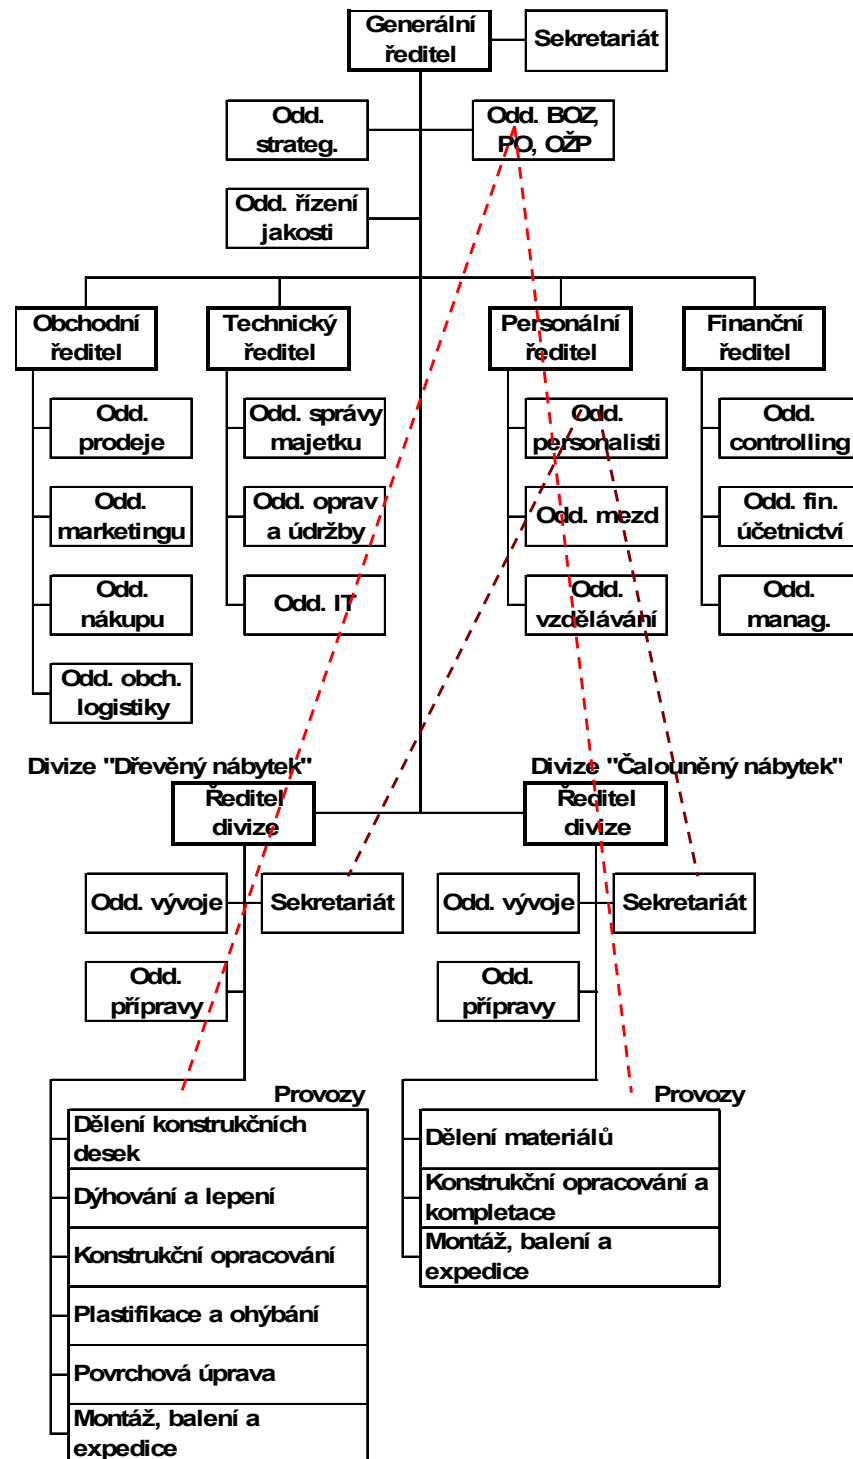 Generální
ředitel
Sekretariát
Odd.
strateg.
Odd. BOZ,
PO, OŽP
Odd. řízení
jakosti
Obchodní
ředitel
Technický
ředitel
Personální
ředitel
Finanční
ředitel
Odd.
prodeje
Odd. správy
majetku
Odd.
personalisti
Odd.
controlling
Odd.
marketingu
Odd. oprav
a údržby
Odd. mezd
Odd. fin.
účetnictví
Odd.
nákupu
Odd. IT
Odd.
vzdělávání
Odd.
manag.
Odd. obch.
logistiky
Divize "Dřevěný nábytek"
Divize "Čalouněný nábytek"
Ředitel
divize
Ředitel
divize
Odd. vývoje
Sekretariát
Odd. vývoje
Sekretariát
Odd.
přípravy
Odd.
přípravy
Provozy
Dělení konstrukčních
desek
Dýhování a lepení
Konstrukční opracování
Plastifikace a ohýbání
Povrchová úprava
Montáž, balení a
expedice
Provozy
Dělení materiálů
Konstrukční opracování a
kompletace
Montáž, balení a
expedice